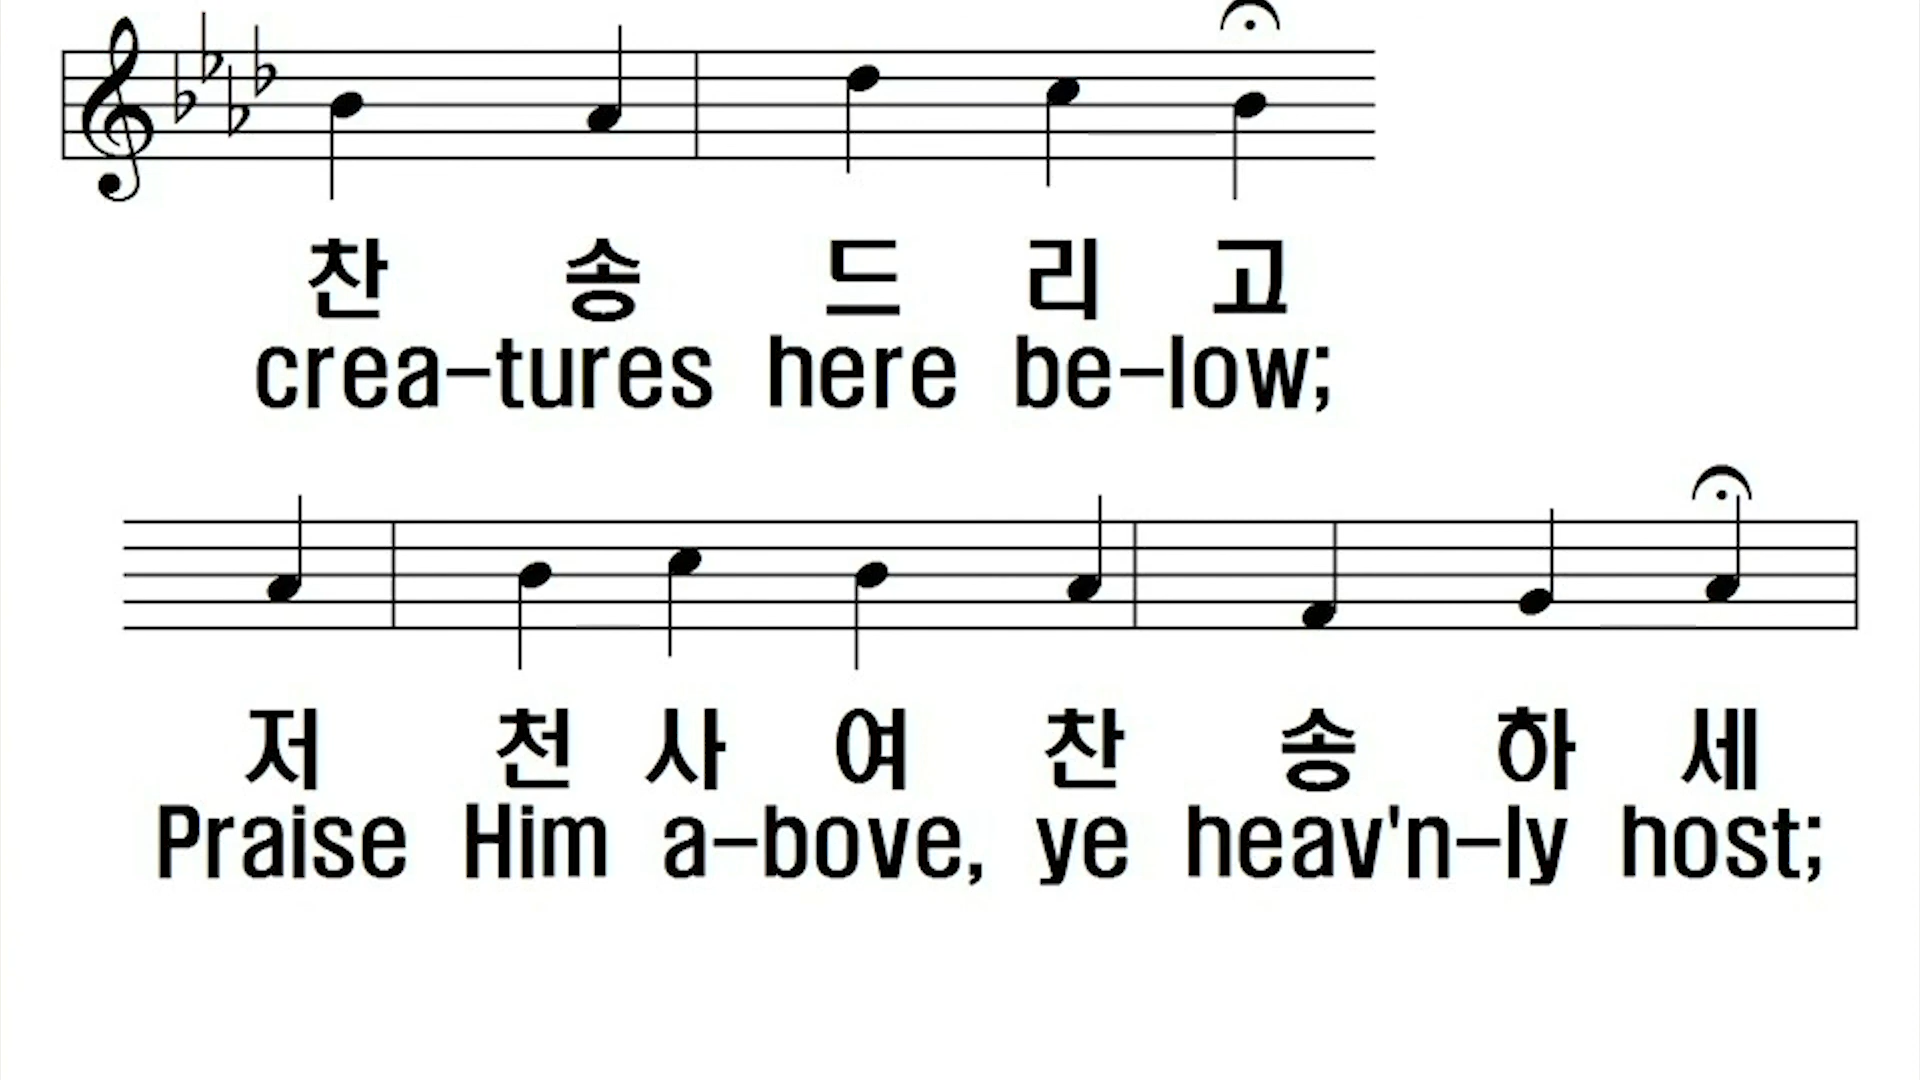 찬 송 드 리 고
crea-tures here be-low;
저 천 사 여 찬 송 하 세
Praise Him a-bove, ye heav'n-ly host;